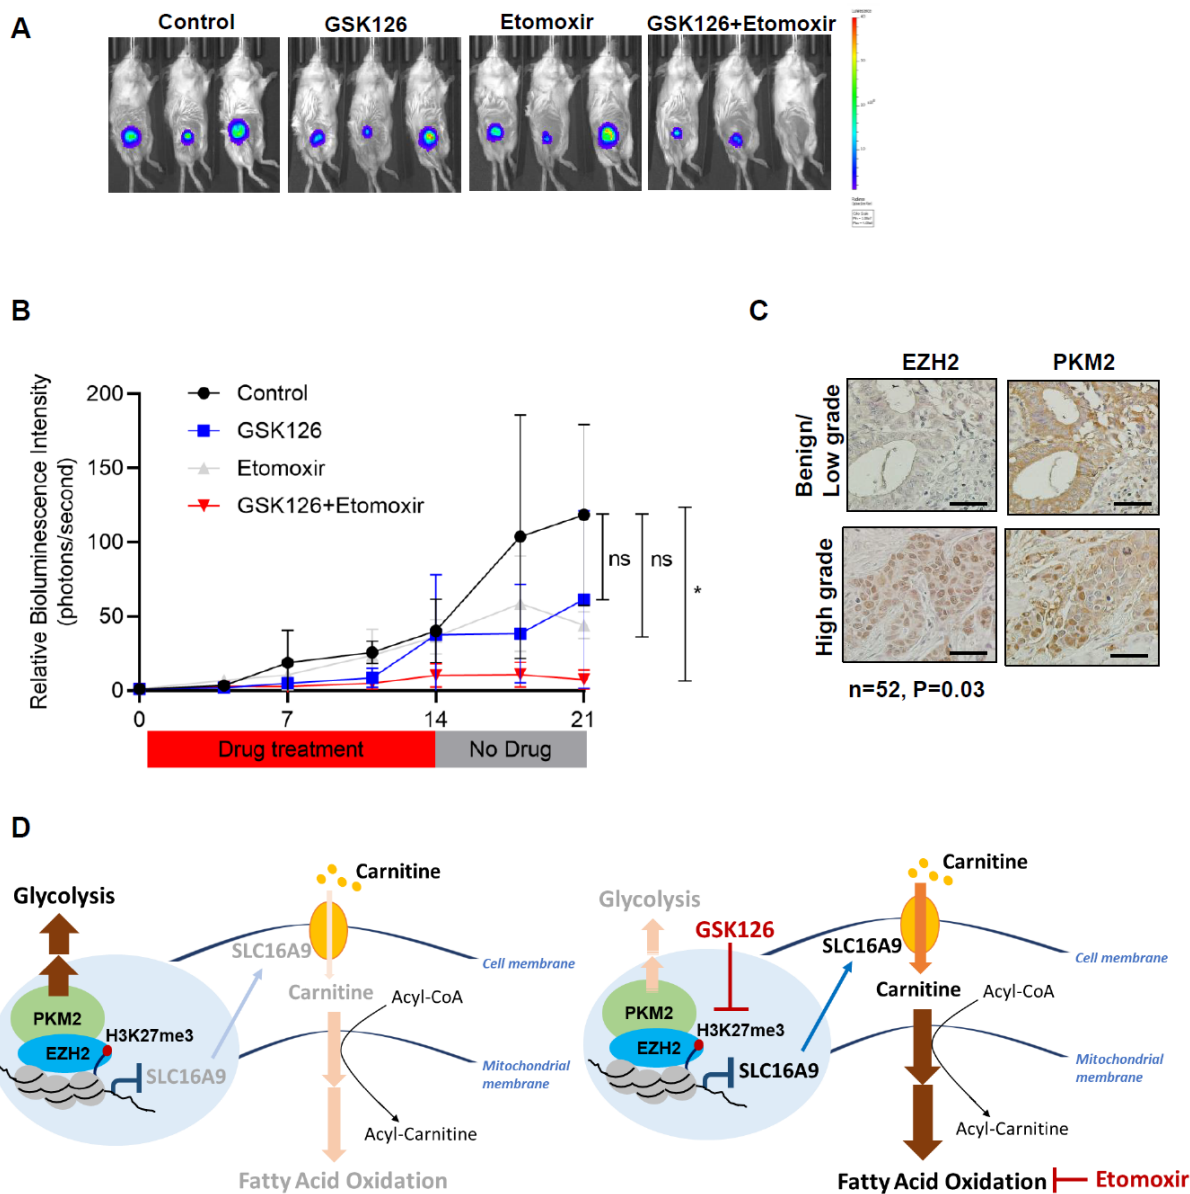 A
Control
GSK126
Etomoxir
GSK126+Etomoxir
B
Relative Bioluminescence Intensity
(photons/second)
200
150
100
50
0
Control
GSK126
Etomoxir
GSK126+Etomoxir
ns
ns
*
0
7
14
21
Drug treatment
No Drug
C
EZH2
PKM2
Benign/
Low grade
High grade
n=52, P=0.03
D
Glycolysis
PKM2
EZH2
H3K27me3
SLC16A9
SLC16A9
Carnitine
Cell membrane
Carnitine
Acyl-CoA
Mitochondrial
membrane
Acyl-Carnitine
Fatty Acid Oxidation
Glycolysis
GSK126
PKM2
EZH2
H3K27me3
SLC16A9
SLC16A9
Carnitine
Cell membrane
Carnitine
Acyl-CoA
Mitochondrial
membrane
Acyl-Carnitine
Fatty Acid Oxidation
Etomoxir